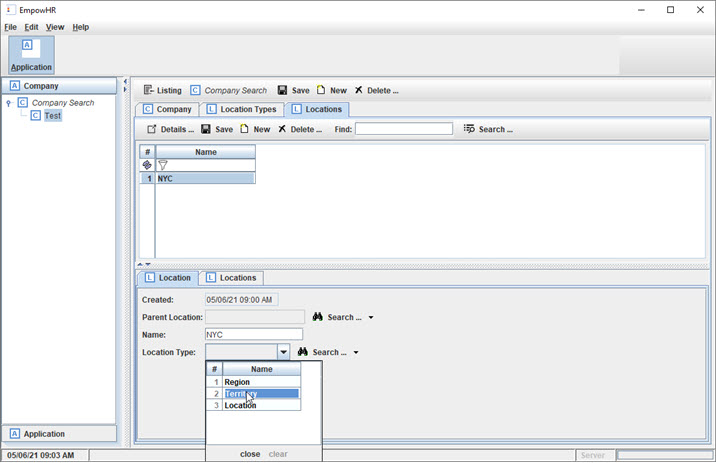 EmpowHR
File Edit View Help
A
Application
A Company
C Company Search
C Test
A Application
Listing C Company Search Save New Delete ...
C Company L Location Types L Locations
Details ... Save New Delete ... Find: Search ...
# Name
1 NYC
L Location L Locations
Created: 05/06/21 09:00 AM
Parent Location: Search ...
Name: NYC
Location Type: Search ...
# Name
1 Region
2 Territory
3 Location
close clear
05/06/21 09:03 AM Server